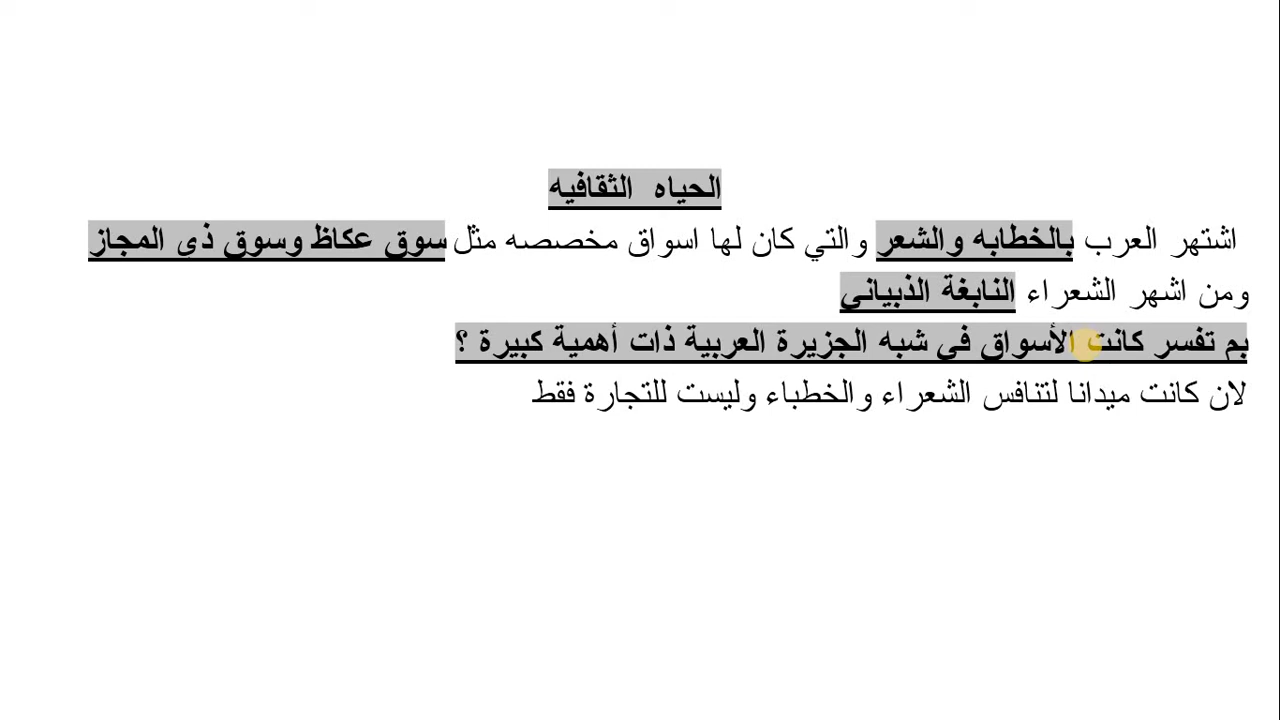 الحياه الثقافيه
اشتهر العرب بالخطابه والشعر والتي كان لها اسواق مخصصه مثل سوق عكاظ وسوق ذي المجاز
ومن اشهر الشعراء النابغة الذبياني
بم تفسر كانت الأسواق في شبه الجزيرة العربية ذات أهمية كبيرة ؟
لان كانت ميدانا لتنافس الشعراء والخطباء وليست للتجارة فقط